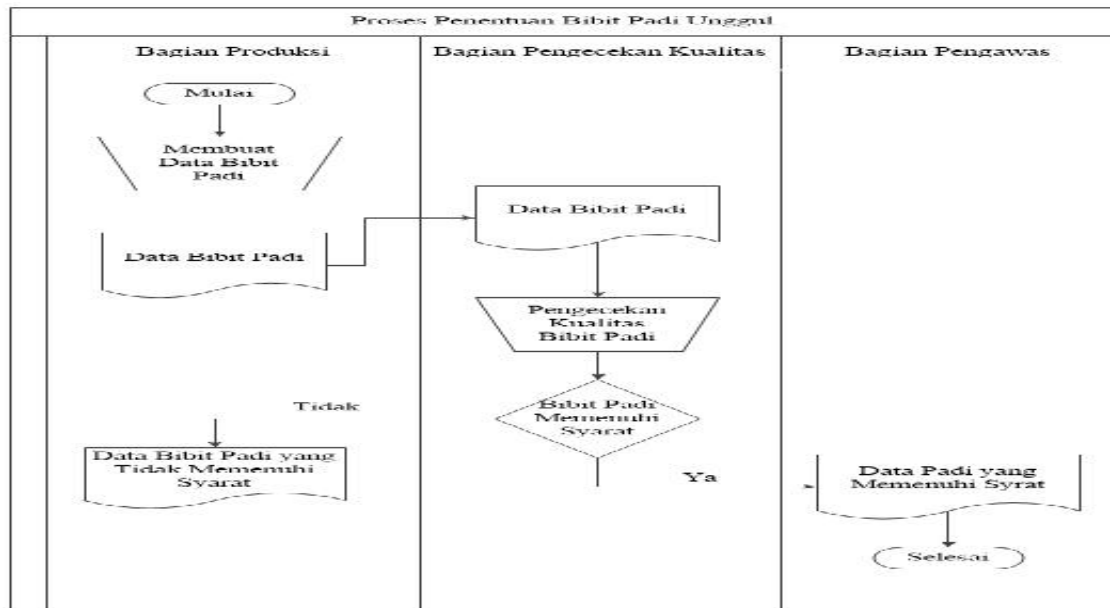 Proses Penentuan Bibit Padi Unggul
Bagian Produksi
Bagian Pengecekan Kualitas
Bagian Pengawas
Mulai
Membuat
Data Bibit
Padi
Data Bibit Padi
Data Bibit Padi
Pengecekan
Kualitas
Bibit Padi
Bibit Padi
Memenuhi
Syarat
Tidak
Data Bibit Padi yang
Tidak Memenuhi
Syarat
Ya
Data Padi yang
Memenuhi Syrat
Selesai